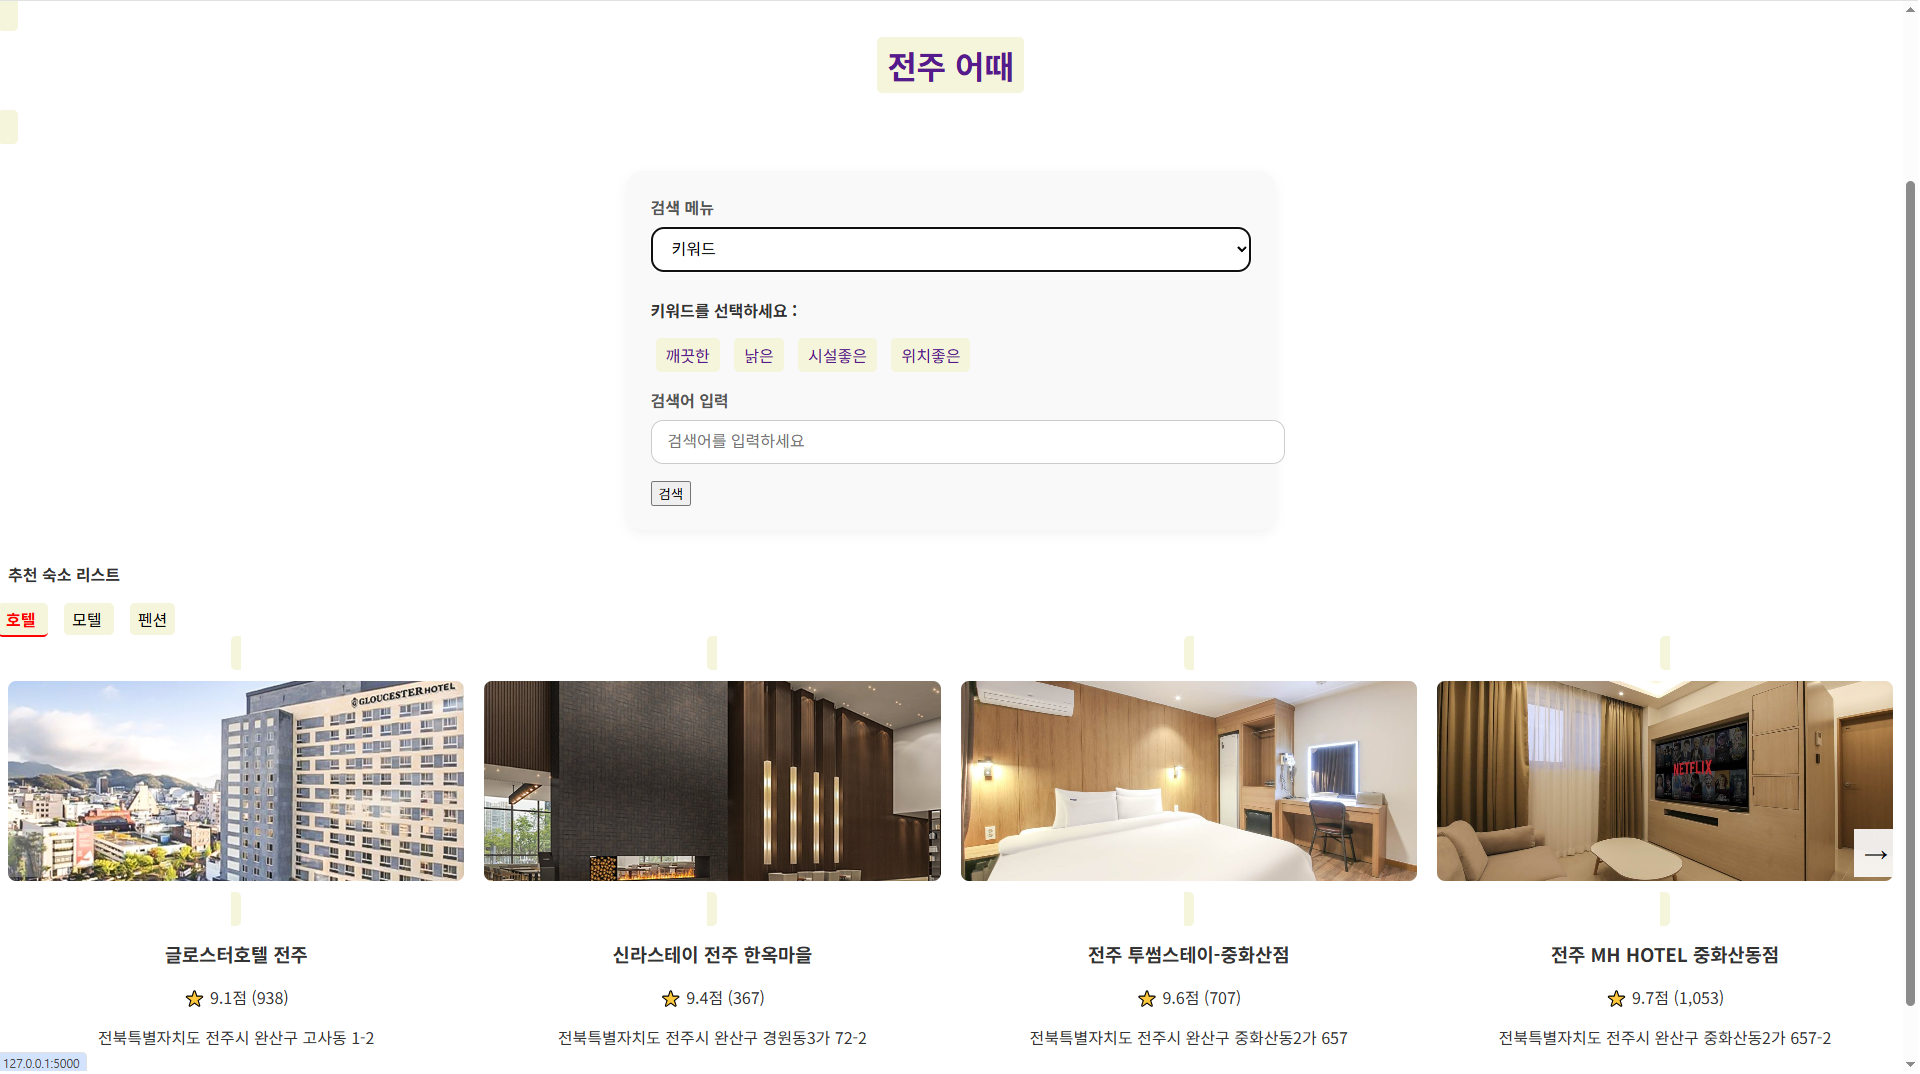 전주 어때
검색 메뉴
키워드
키워드를 선택하세요 :
깨끗한 낡은 시설좋은 위치좋은
검색어 입력
검색어를 입력하세요
검색
추천 숙소 리스트
호텔 모텔 펜션
GLOUCESTER HOTEL
NETFLIX
→
글로스터호텔 전주
9.1점 (938)
전북특별자치도 전주시 완산구 고사동 1-2
신라스테이 전주 한옥마을
9.4점 (367)
전북특별자치도 전주시 완산구 경원동3가 72-2
전주 투썸스테이-중화산점
9.6점 (707)
전북특별자치도 전주시 완산구 중화산동2가 657
전주 MH HOTEL 중화산동점
9.7점 (1,053)
전북특별자치도 전주시 완산구 중화산동2가 657-2
127.0.0.1:5000